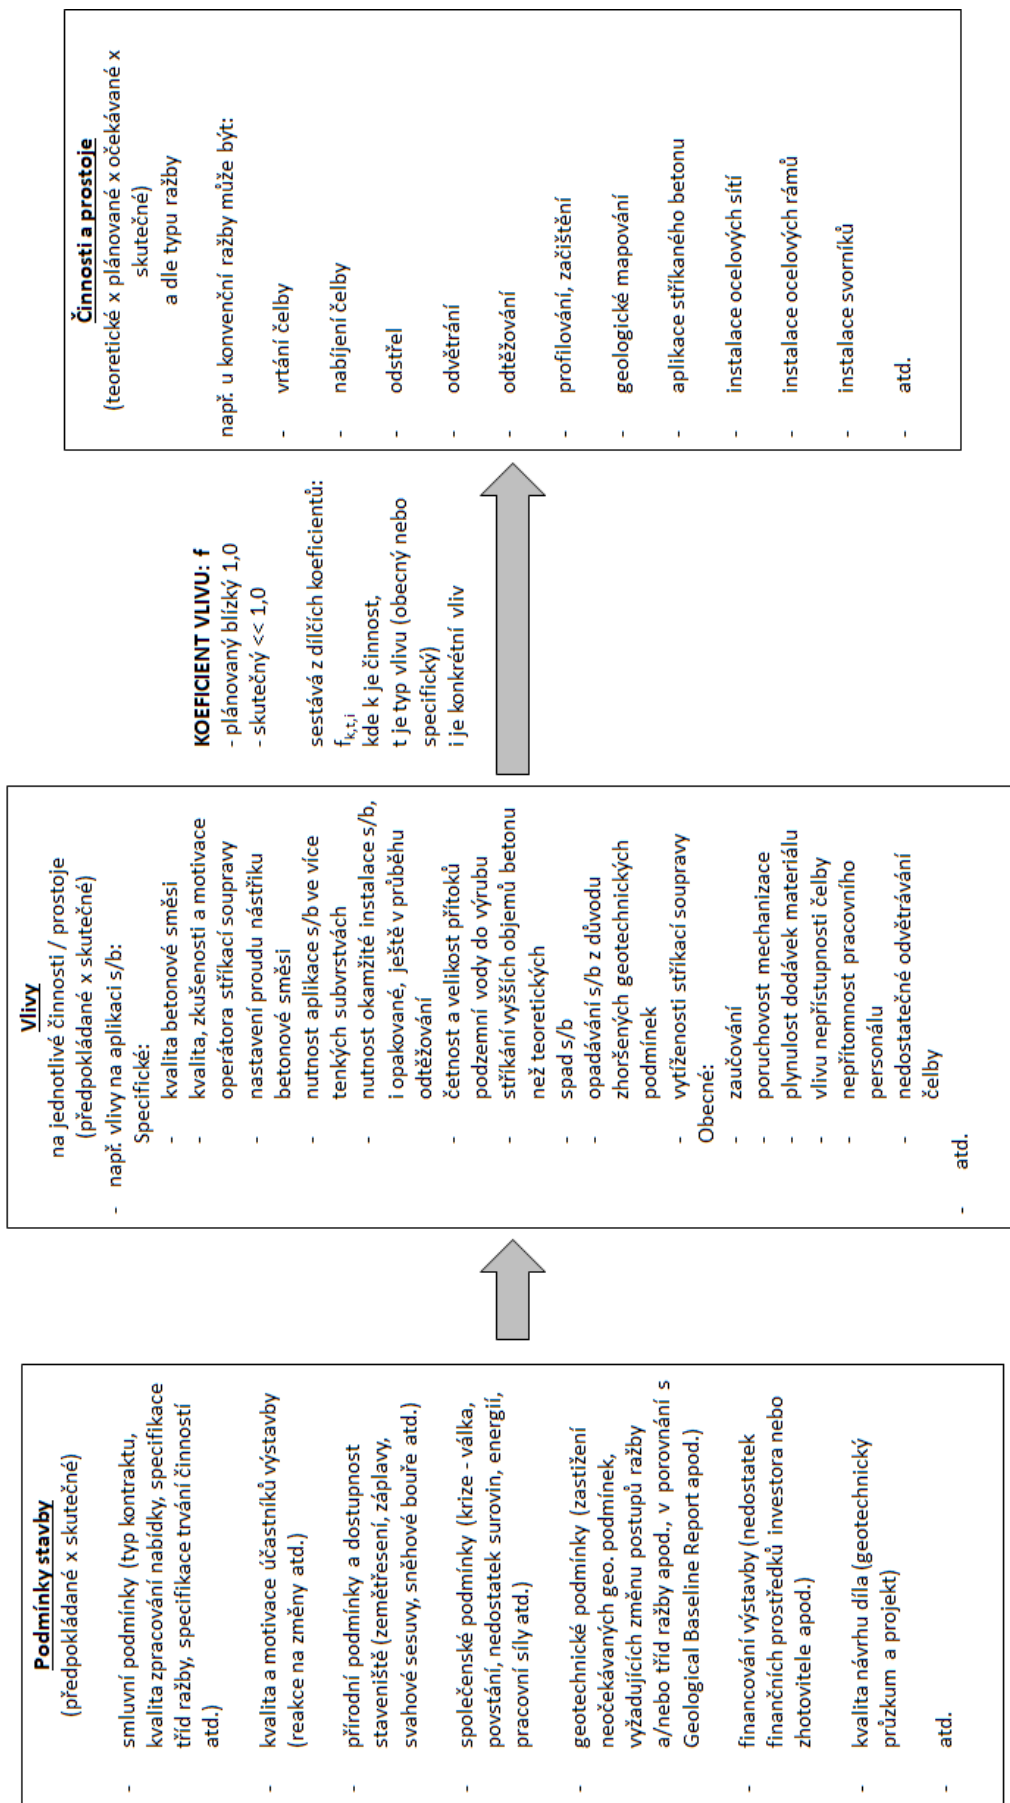 Podmínky stavby
(předpokládané x skutečné)
- smluvní podmínky (typ kontraktu,
kvalita zpracování nabídky, specifikace
tříd ražby, specifikace trvání činností
atd.)
- kvalita a motivace účastníků výstavby
(reakce na změny atd.)
- přírodní podmínky a dostupnost
staveniště (zemětřesení, záplavy,
svahové sesuvy, sněhové bouře atd.)
- společenské podmínky (krize - válka,
povstání, nedostatek surovin, energií,
pracovní síly atd.)
- geotechnické podmínky (zastižení
neočekávaných geo. podmínek,
vyžadujících změnu postupů ražby
a/nebo tříd ražby apod., v porovnání s
Geological Baseline Report apod.)
- financování výstavby (nedostatek
finančních prostředků investora nebo
zhotovitele apod.)
- kvalita návrhu díla (geotechnický
průzkum a projekt)
- atd.
Vlivy
na jednotlivé činnosti / prostoje
(předpokládané x skutečné)
- např. vlivy na aplikaci s/b:
Specifické:
- kvalita betonové směsi
- kvalita, zkušenosti a motivace
operátora stříkací soupravy
- nastavení proudu nástřiku
betonové směsi
- nutnost aplikace s/b ve více
tenkých subvrstvách
- nutnost okamžité instalace s/b,
i opakované, ještě v průběhu
odtěžování
- četnost a velikost přítoků
podzemní vody do výrubu
- stříkání vyšších objemů betonu
než teoretických
- spad s/b
- opadávání s/b z důvodu
zhoršených geotechnických
podmínek
- vytíženosti stříkací soupravy
Obecné:
- zaučování
- poruchovost mechanizace
- plynulost dodávek materiálu
- vlivu nepřístupnosti čelby
- nepřítomnost pracovního
personálu
- nedostatečné odvětrávání
čelby
- atd.
KOEFICIENT VLIVU: f
- plánovaný blízký 1,0
- skutečný << 1,0
sestává z dílčích koeficientů:
f k,t,i
kde k je činnost,
t je typ vlivu (obecný nebo
specifický)
i je konkrétní vliv
Činnosti a prostoje
(teoretické x plánované x očekávané x
skutečné)
a dle typu ražby
např. u konvenční ražby může být:
- vrtání čelby
- nabíjení čelby
- odstřel
- odvětrání
- odtěžování
- profilování, začištění
- geologické mapování
- aplikace stříkaného betonu
- instalace ocelových sítí
- instalace ocelových rámů
- instalace svorníků
- atd.